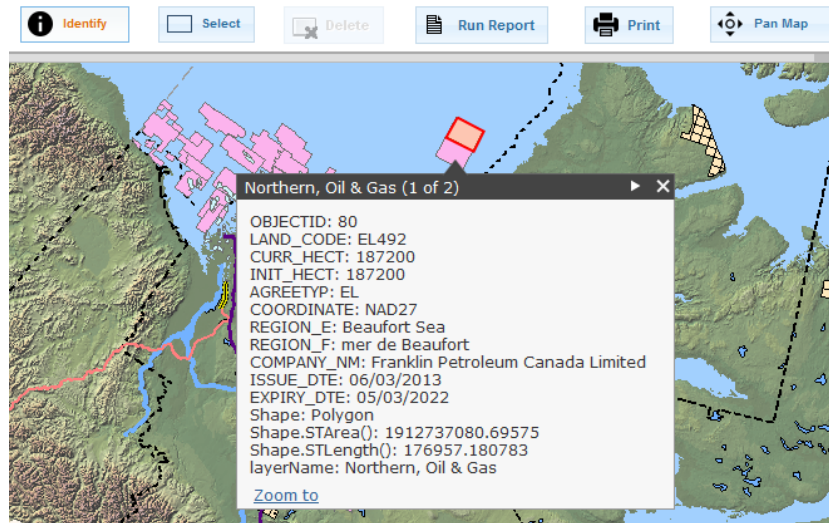 Identify
Select
Delete
Run Report
Print
Pan Map
Northern, Oil & Gas (1 of 2)
OBJECTID: 80
LAND_CODE: EL492
CURR_HECT: 187200
INIT_HECT: 187200
AGREETYP: EL
COORDINATE: NAD27
REGION_E: Beaufort Sea
REGION_F: mer de Beaufort
COMPANY_NM: Franklin Petroleum Canada Limited
ISSUE_DTE: 06/03/2013
EXPIRY_DTE: 05/03/2022
Shape: Polygon
Shape.STArea(): 1912737080.69575
Shape.STLength(): 176957.180783
layerName: Northern, Oil & Gas
Zoom to